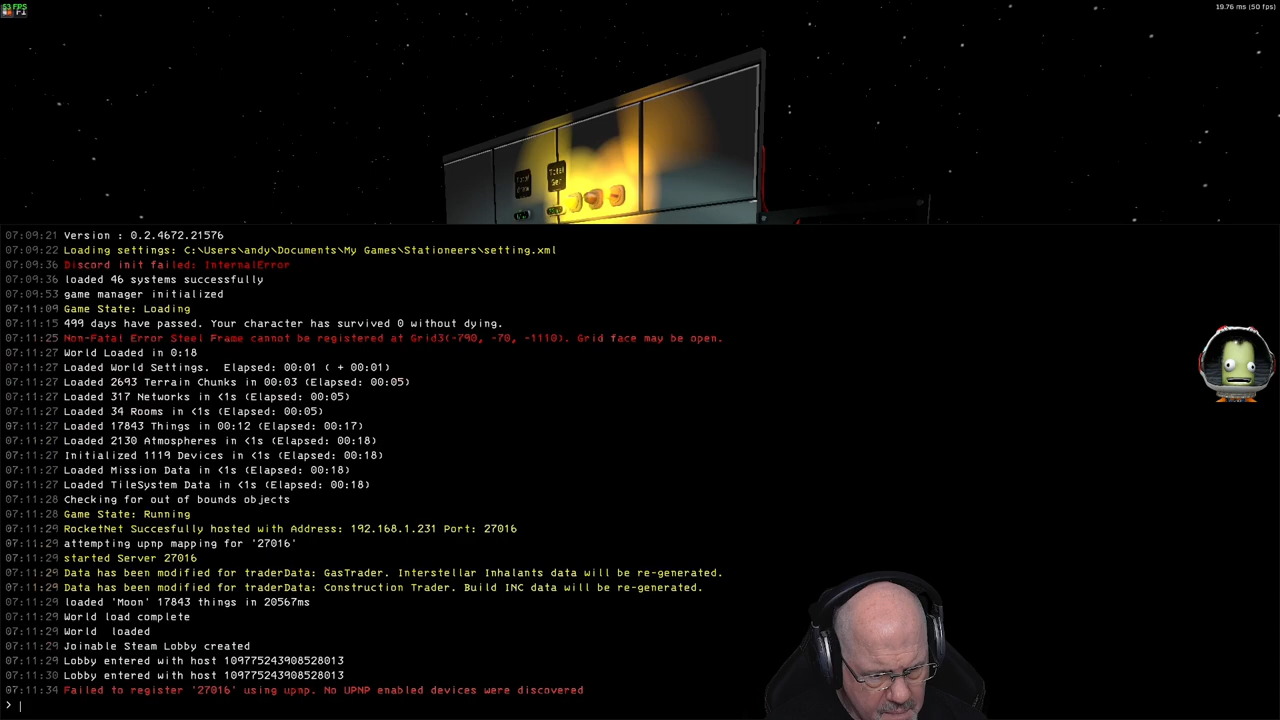 53 FPS
19.76 ms (50 fps)
07:09:21 Version : 0.2.4672.21576
07:09:22 Loading settings: C:\Users\andy\Documents\My Games\Stationeers\setting.xml
07:09:36 Discord init failed: InternalError
07:09:36 loaded 46 systems successfully
07:09:53 game manager initialized
07:11:09 Game State: Loading
07:11:15 499 days have passed. Your character has survived 0 without dying.
07:11:25 Non-Fatal Error Steel Frame cannot be registered at Grid3(-790, -70, -1110). Grid face may be open.
07:11:27 World Loaded in 0:18
07:11:27 Loaded World Settings.  Elapsed: 00:01 ( + 00:01)
07:11:27 Loaded 2693 Terrain Chunks in 00:03 (Elapsed: 00:05)
07:11:27 Loaded 317 Networks in <1s (Elapsed: 00:05)
07:11:27 Loaded 34 Rooms in <1s (Elapsed: 00:05)
07:11:27 Loaded 17843 Things in 00:12 (Elapsed: 00:17)
07:11:27 Loaded 2130 Atmospheres in <1s (Elapsed: 00:18)
07:11:27 Initialized 1119 Devices in <1s (Elapsed: 00:18)
07:11:27 Loaded Mission Data in <1s (Elapsed: 00:18)
07:11:27 Loaded TileSystem Data in <1s (Elapsed: 00:18)
07:11:28 Checking for out of bounds objects
07:11:28 Game State: Running
07:11:29 RocketNet Succesfully hosted with Address: 192.168.1.231 Port: 27016
07:11:29 attempting upnp mapping for '27016'
07:11:29 started Server 27016
07:11:29 Data has been modified for traderData: GasTrader. Interstellar Inhalants data will be re-generated.
07:11:29 Data has been modified for traderData: Construction Trader. Build INC data will be re-generated.
07:11:29 loaded 'Moon' 17843 things in 20567ms
07:11:29 World load complete
07:11:29 World  loaded
07:11:29 Joinable Steam Lobby created
07:11:29 Lobby entered with host 109775243908528013
07:11:30 Lobby entered with host 109775243908528013
07:11:34 Failed to register '27016' using upnp. No UPNP enabled devices were discovered
>